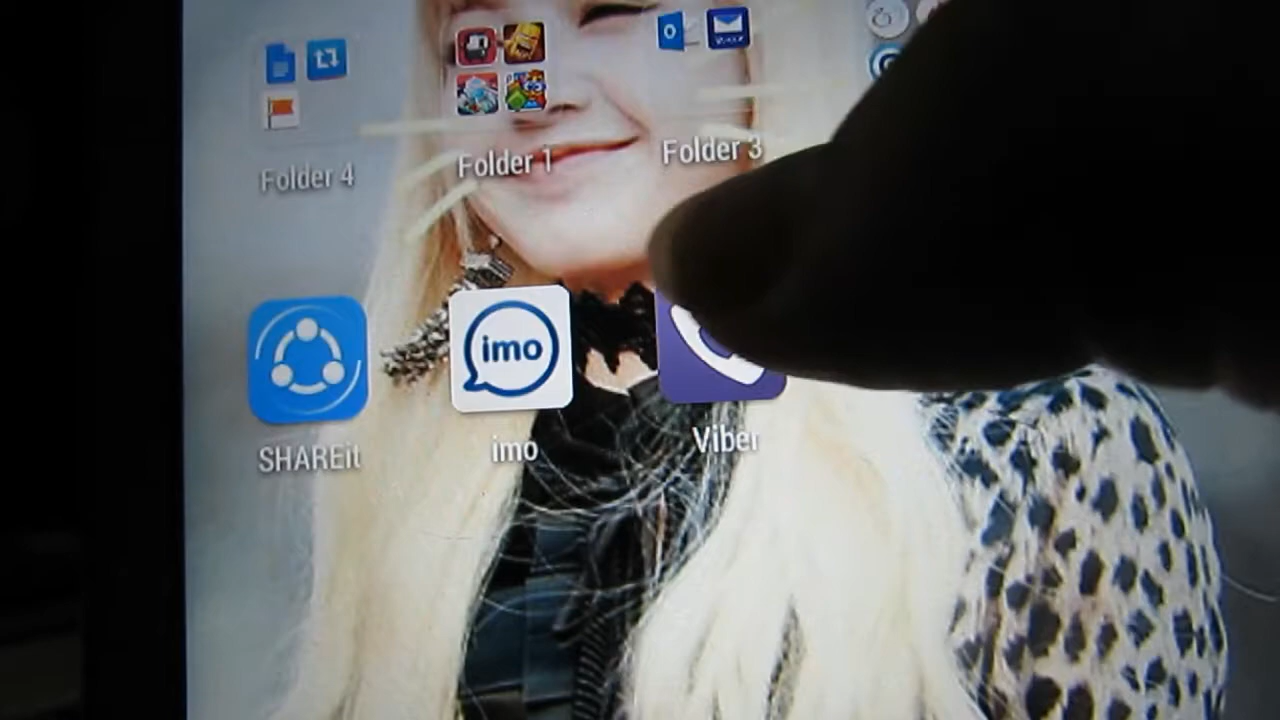 Folder 4
Folder 1
Folder 3
imo
SHAREit
imo
Viber